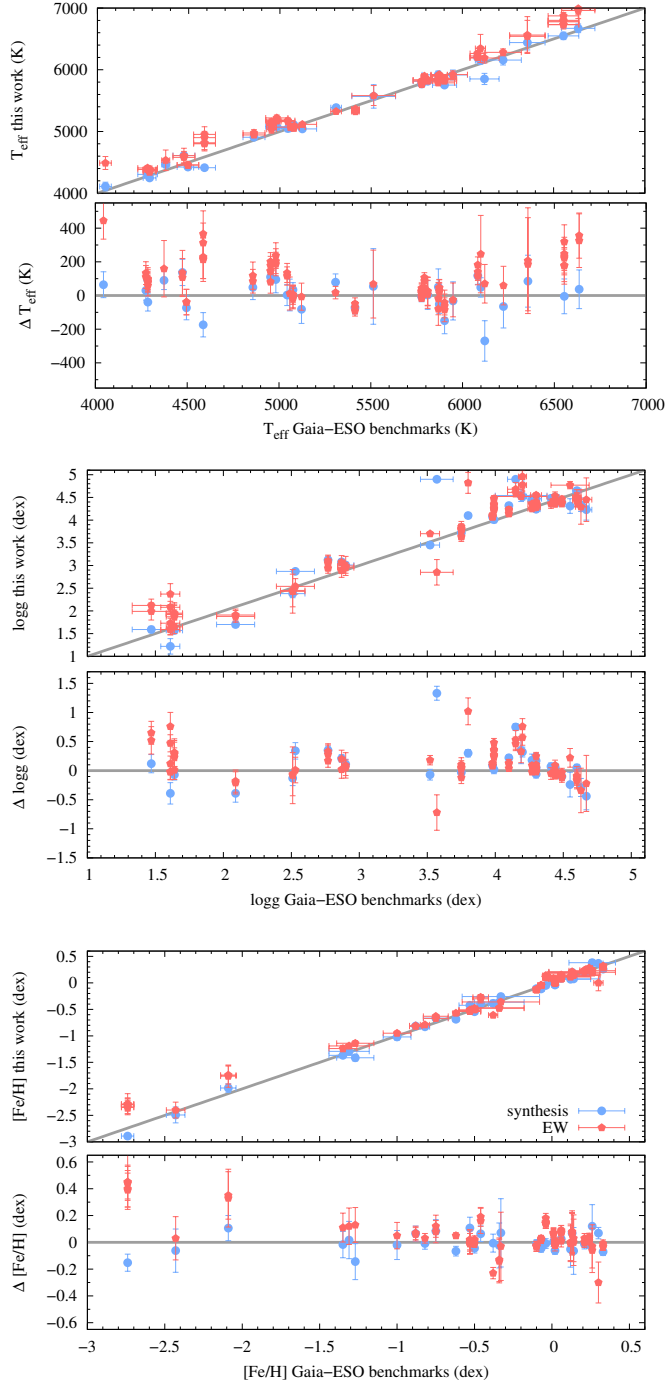 7000
6000
5000
4000
T_eff this work (K)
400
200
0
−200
−400
Δ T_eff (K)
4000 4500 5000 5500 6000 6500 7000
T_eff Gaia−ESO benchmarks (K)
5
4.5
4
3.5
3
2.5
2
1.5
1
logg this work (dex)
1.5
1
0.5
0
−0.5
−1
−1.5
Δ logg (dex)
1 1.5 2 2.5 3 3.5 4 4.5 5
logg Gaia−ESO benchmarks (dex)
0.5
0
−0.5
−1
−1.5
−2
−2.5
−3
[Fe/H] this work (dex)
synthesis
EW
0.6
0.4
0.2
0
−0.2
−0.4
−0.6
Δ [Fe/H] (dex)
−3 −2.5 −2 −1.5 −1 −0.5 0 0.5
[Fe/H] Gaia−ESO benchmarks (dex)